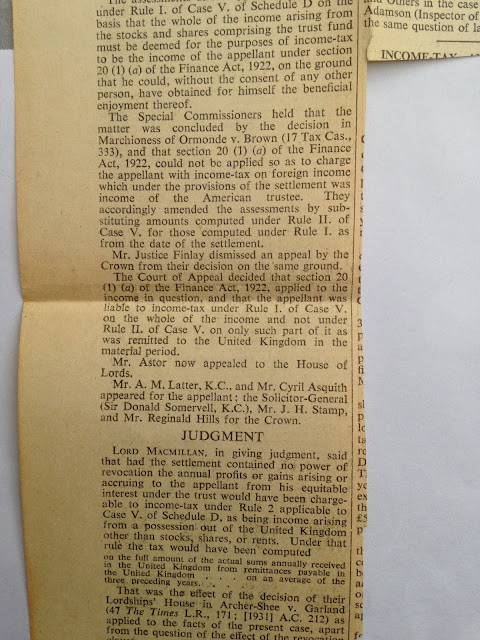 The assessments
under Rule I. of Case V. of Schedule D on the
basis that the whole of the income arising from
the stocks and shares comprising the trust fund
must be deemed for the purposes of income-tax
to be the income of the appellant under section
20 (1) (a) of the Finance Act, 1922, on the ground
that he could, without the consent of any other
person, have obtained for himself the beneficial
enjoyment thereof.
The Special Commissioners held that the
matter was concluded by the decision in
Marchioness of Ormonde v. Brown (17 Tax Cas.,
333), and that section 20 (1) (a) of the Finance
Act, 1922, could not be applied so as to charge
the appellant with income-tax on foreign income
which under the provisions of the settlement was
income of the American trustee. They
accordingly amended the assessments by sub-
stituting amounts computed under Rule II. of
Case V. for those computed under Rule I. as
from the date of the settlement.
Mr. Justice Finlay dismissed an appeal by the
Crown from their decision on the same ground.
The Court of Appeal decided that section 20
(1) (a) of the Finance Act, 1922, applied to the
income in question, and that the appellant was
liable to income-tax under Rule I. of Case V.
on the whole of the income and not under
Rule II. of Case V. on only such part of it as
was remitted to the United Kingdom in the
material period.
Mr. Astor now appealed to the House of
Lords.
Mr. A. M. Latter, K.C., and Mr. Cyril Asquith
appeared for the appellant; the Solicitor-General
(Sir Donald Somervell, K.C.), Mr. J. H. Stamp,
and Mr. Reginald Hills for the Crown.
JUDGMENT
LORD MACMILLAN, in giving judgment, said
that had the settlement contained no power of
revocation the annual profits or gains arising or
accruing to the appellant from his equitable
interest under the trust would have been charge-
able to income-tax under Rule 2 applicable to
Case V. of Schedule D, as being income arising
from a possession out of the United Kingdom
other than stocks, shares, or rents. Under that
rule the tax would have been computed
on the full amount of the actual sums annually received
in the United Kingdom from remittances payable in
the United Kingdom . . . . on an average of the
three preceding years. . . .
That was the effect of the decision of their
Lordships' House in Archer-Shee v. Garland
(47 The Times L.R., 171; [1931] A.C. 212) as
applied to the facts of the present case, apart
from the question of the effect of the revocation
and Others in the case
Adamson (Inspector of
the same question of la
INCOME-TAX